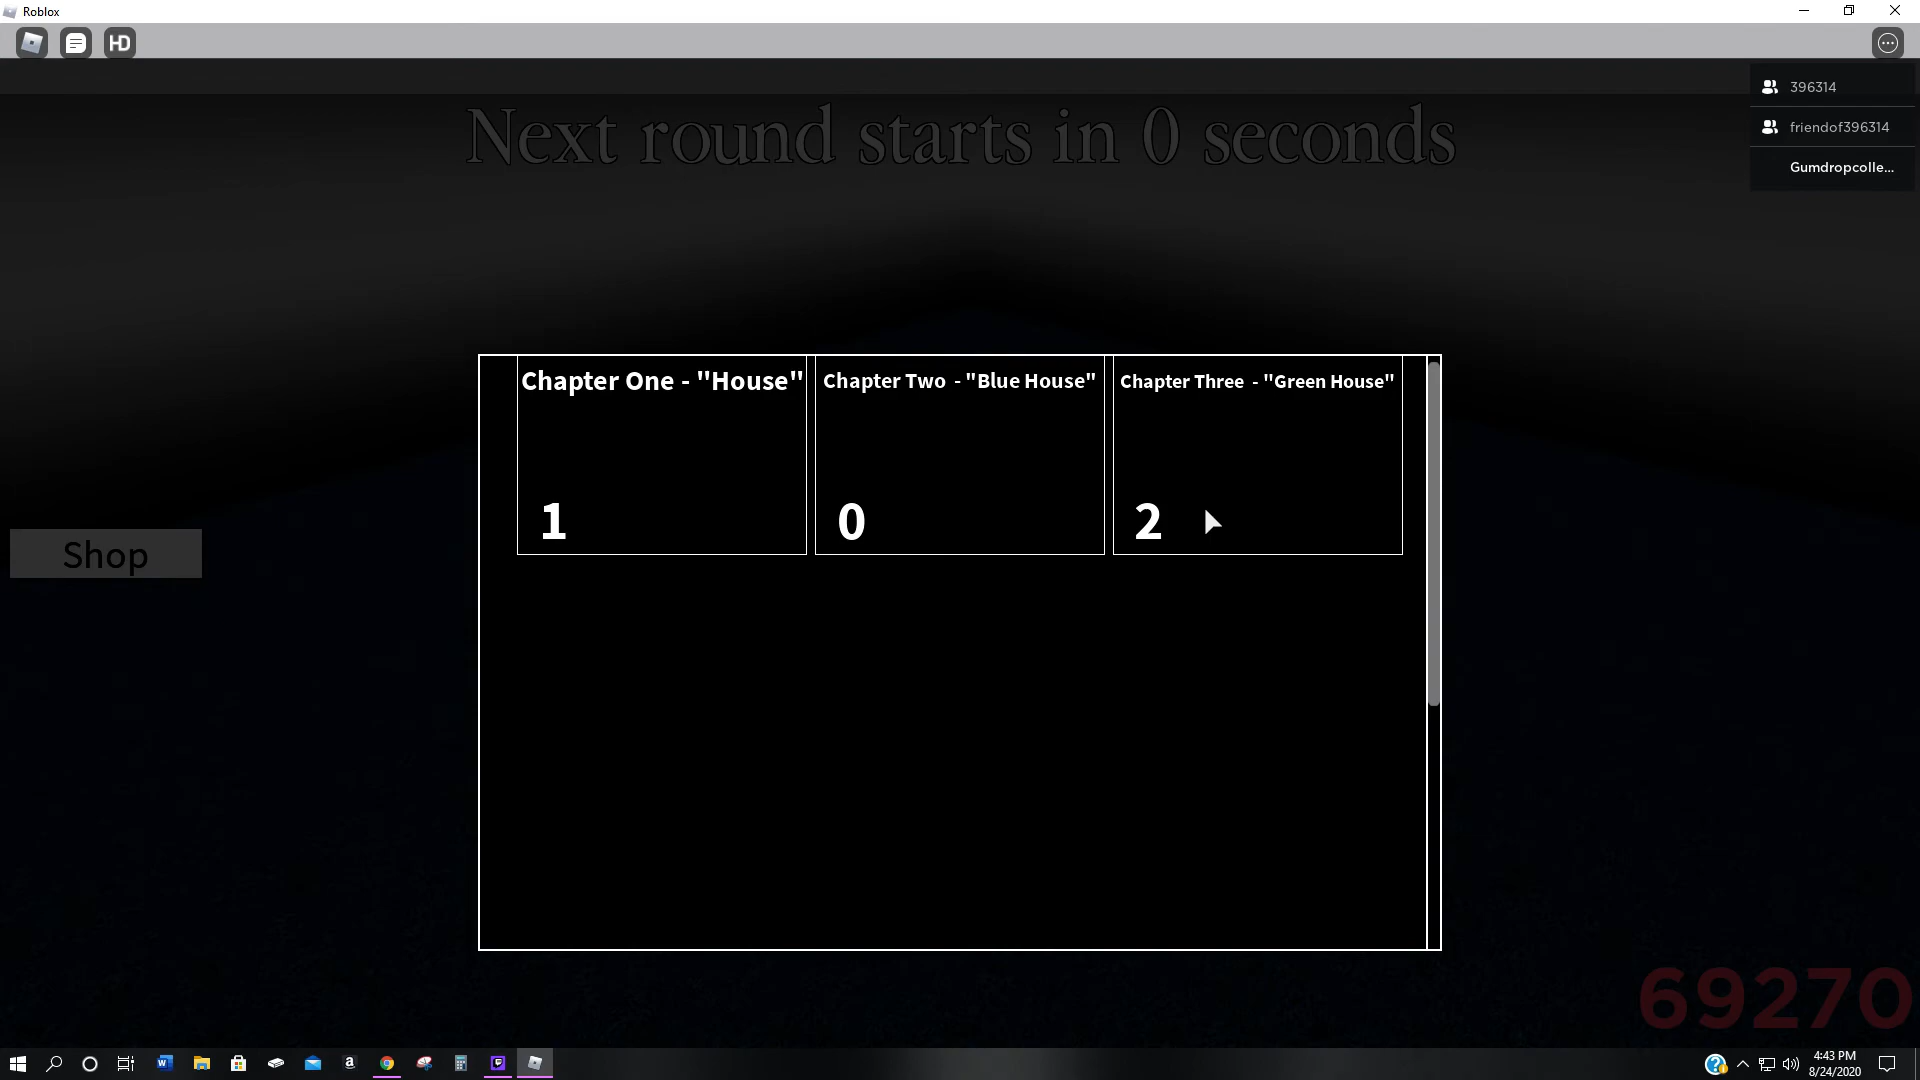 Roblox
HD
396314
friendof396314
Gumdropcolle...
Next round starts in 0 seconds
Chapter One - "House"
Chapter Two - "Blue House"
Chapter Three - "Green House"
1
0
2
Shop
69270
4:43 PM
8/24/2020